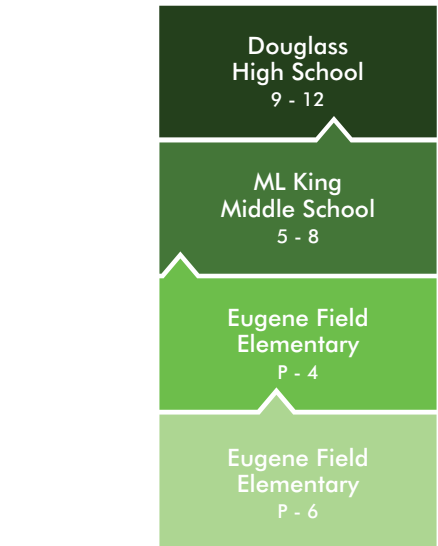 Douglass
High School
9 - 12
ML King
Middle School
5 - 8
Eugene Field
Elementary
P - 4
Eugene Field
Elementary
P - 6